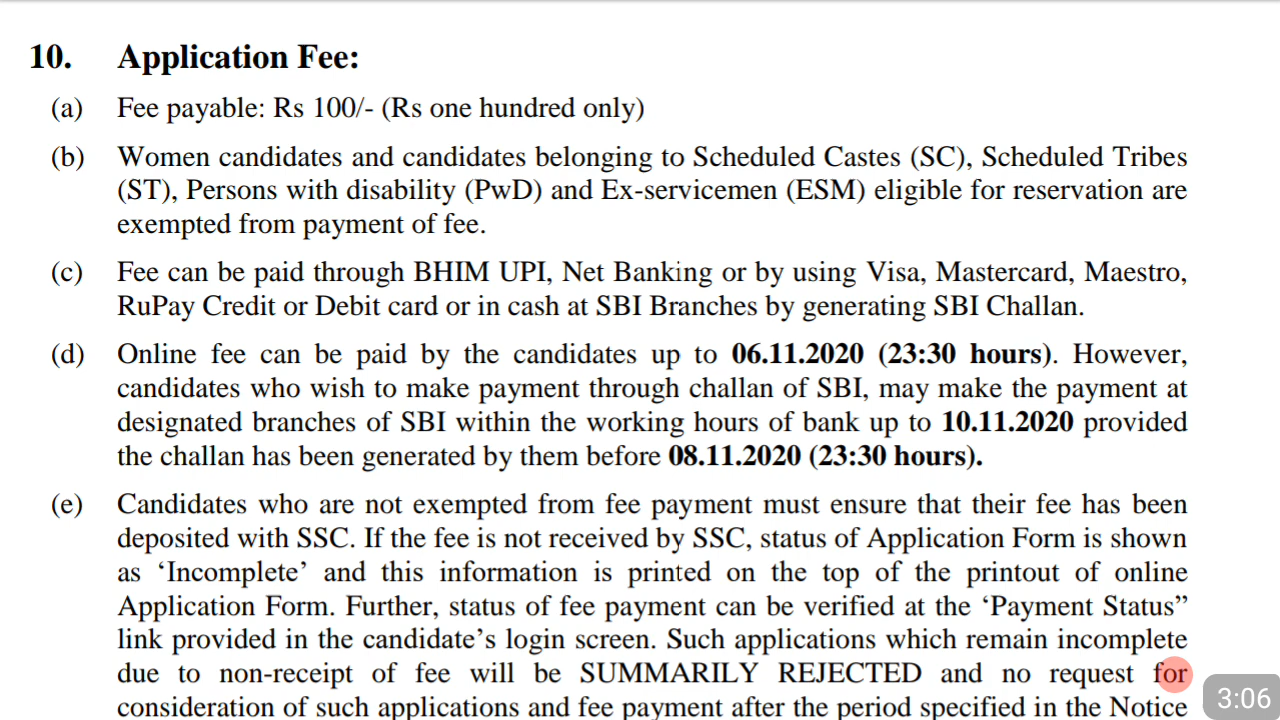 10. Application Fee:
(a) Fee payable: Rs 100/- (Rs one hundred only)
(b) Women candidates and candidates belonging to Scheduled Castes (SC), Scheduled Tribes
(ST), Persons with disability (PwD) and Ex-servicemen (ESM) eligible for reservation are
exempted from payment of fee.
(c) Fee can be paid through BHIM UPI, Net Banking or by using Visa, Mastercard, Maestro,
RuPay Credit or Debit card or in cash at SBI Branches by generating SBI Challan.
(d) Online fee can be paid by the candidates up to 06.11.2020 (23:30 hours). However,
candidates who wish to make payment through challan of SBI, may make the payment at
designated branches of SBI within the working hours of bank up to 10.11.2020 provided
the challan has been generated by them before 08.11.2020 (23:30 hours).
(e) Candidates who are not exempted from fee payment must ensure that their fee has been
deposited with SSC. If the fee is not received by SSC, status of Application Form is shown
as ‘Incomplete’ and this information is printed on the top of the printout of online
Application Form. Further, status of fee payment can be verified at the ‘Payment Status”
link provided in the candidate’s login screen. Such applications which remain incomplete
due to non-receipt of fee will be SUMMARILY REJECTED and no request for
consideration of such applications and fee payment after the period specified in the Notice
3:06